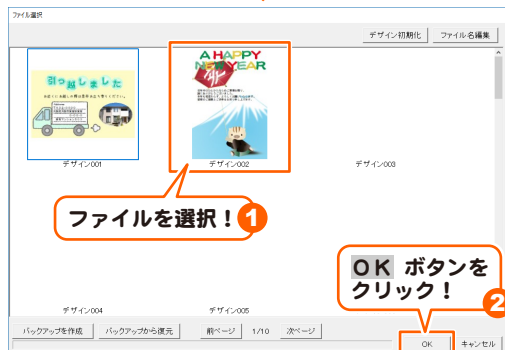 ファイル選択
デザイン初期化
ファイル名編集
引っ越しました
A HAPPY
NEW YEAR
デザイン001
デザイン002
デザイン003
ファイルを選択！
1
OK ボタンを
クリック！
2
デザイン004
デザイン005
バックアップを作成
バックアップから復元
前ページ
1/10
次ページ
OK
キャンセル